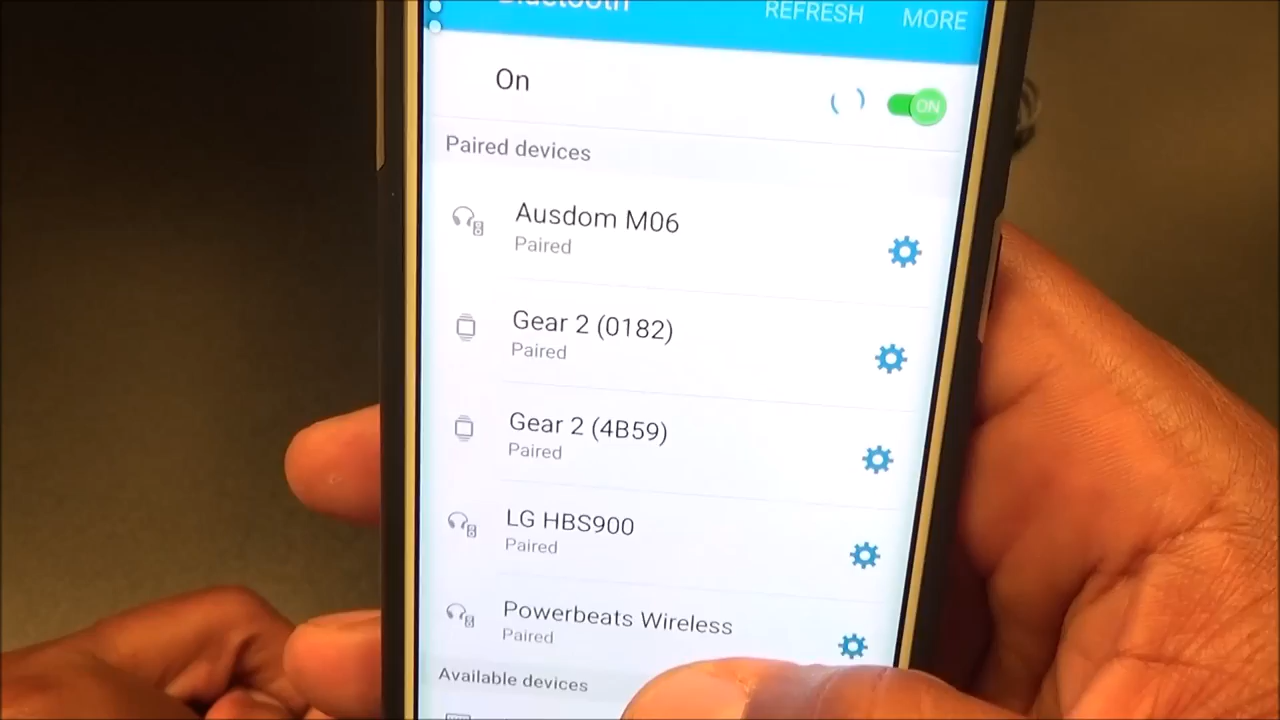 Bluetooth REFRESH MORE
On ON
Paired devices
Ausdom M06
Paired
Gear 2 (0182)
Paired
Gear 2 (4B59)
Paired
LG HBS900
Paired
Powerbeats Wireless
Paired
Available devices